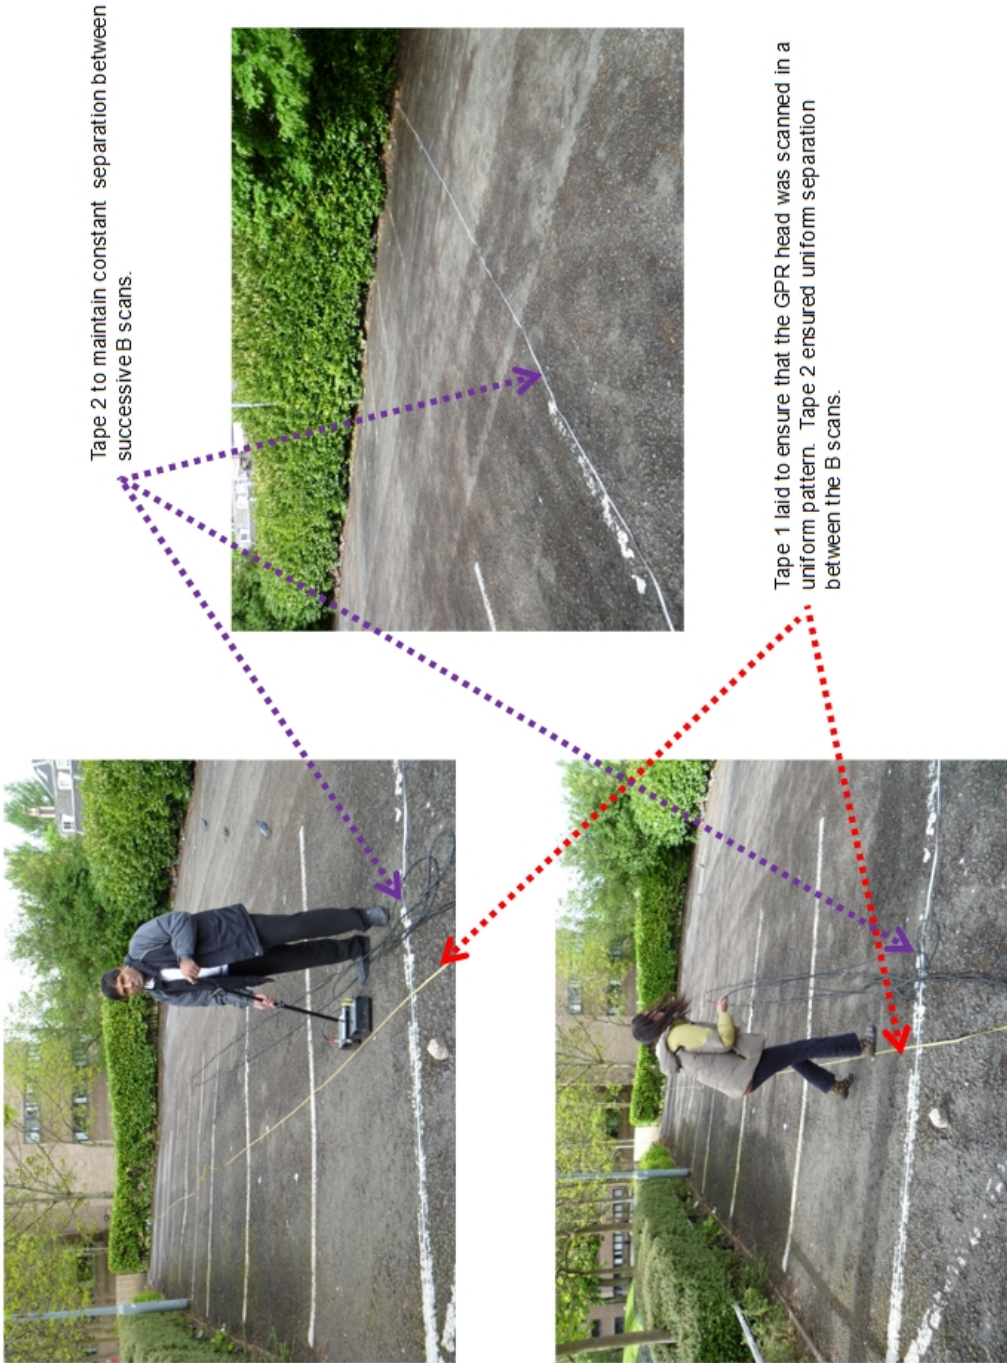 Tape 2 to maintain constant separation between
successive B scans.
Tape 1 laid to ensure that the GPR head was scanned in a
uniform pattern. Tape 2 ensured uniform separation
between the B scans.